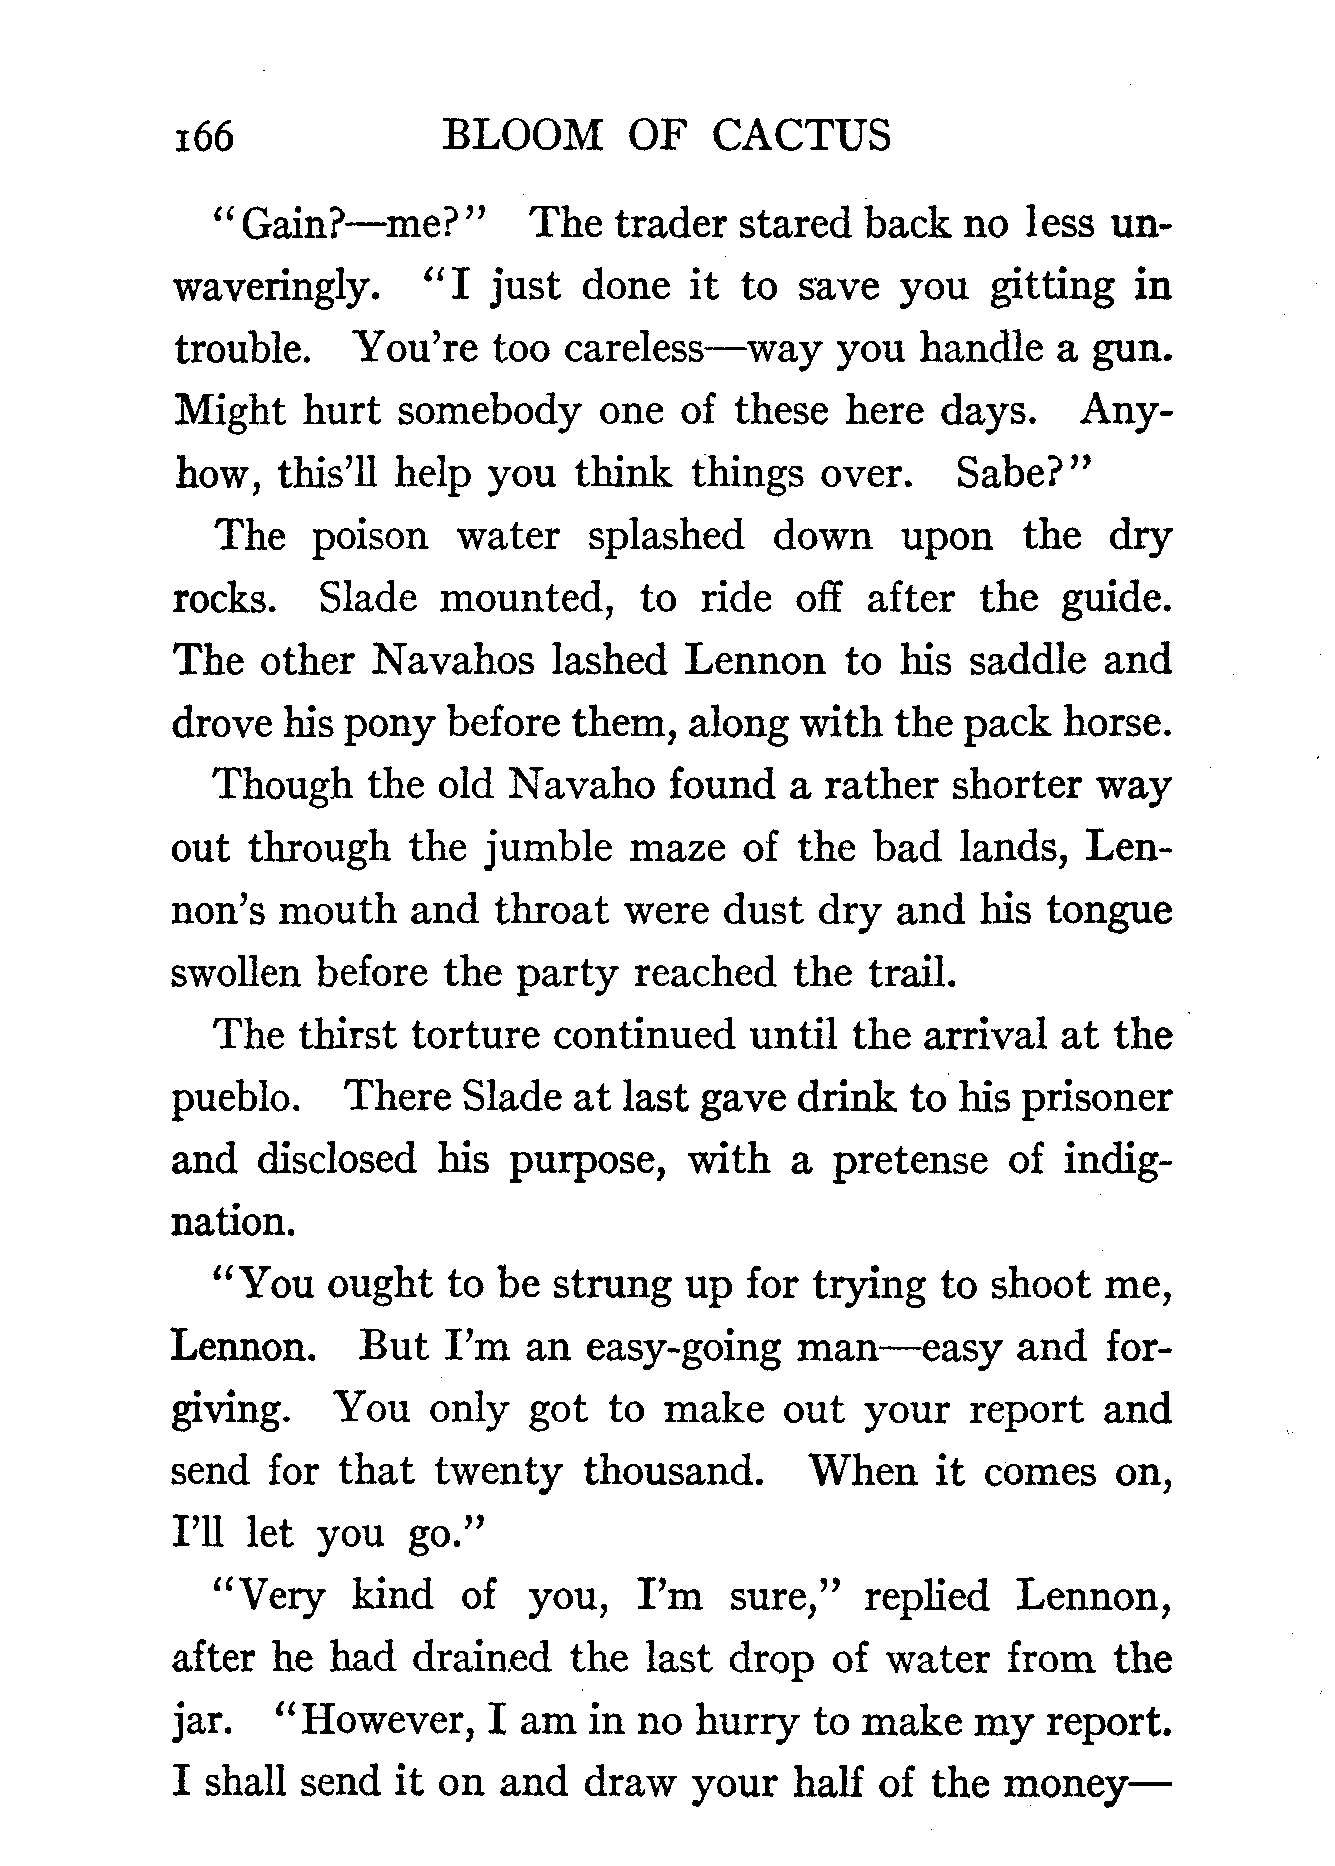 166 BLOOM OF CACTUS
"Gain?—me?" The trader stared back no less un-
waveringly. "I just done it to save you gitting in
trouble. You're too careless—way you handle a gun.
Might hurt somebody one of these here days. Any-
how, this'll help you think things over. Sabe?"
The poison water splashed down upon the dry
rocks. Slade mounted, to ride off after the guide.
The other Navahos lashed Lennon to his saddle and
drove his pony before them, along with the pack horse.
Though the old Navaho found a rather shorter way
out through the jumble maze of the bad lands, Len-
non's mouth and throat were dust dry and his tongue
swollen before the party reached the trail.
The thirst torture continued until the arrival at the
pueblo. There Slade at last gave drink to his prisoner
and disclosed his purpose, with a pretense of indig-
nation.
"You ought to be strung up for trying to shoot me,
Lennon. But I'm an easy-going man—easy and for-
giving. You only got to make out your report and
send for that twenty thousand. When it comes on,
I'll let you go."
"Very kind of you, I'm sure," replied Lennon,
after he had drained the last drop of water from the
jar. "However, I am in no hurry to make my report.
I shall send it on and draw your half of the money—